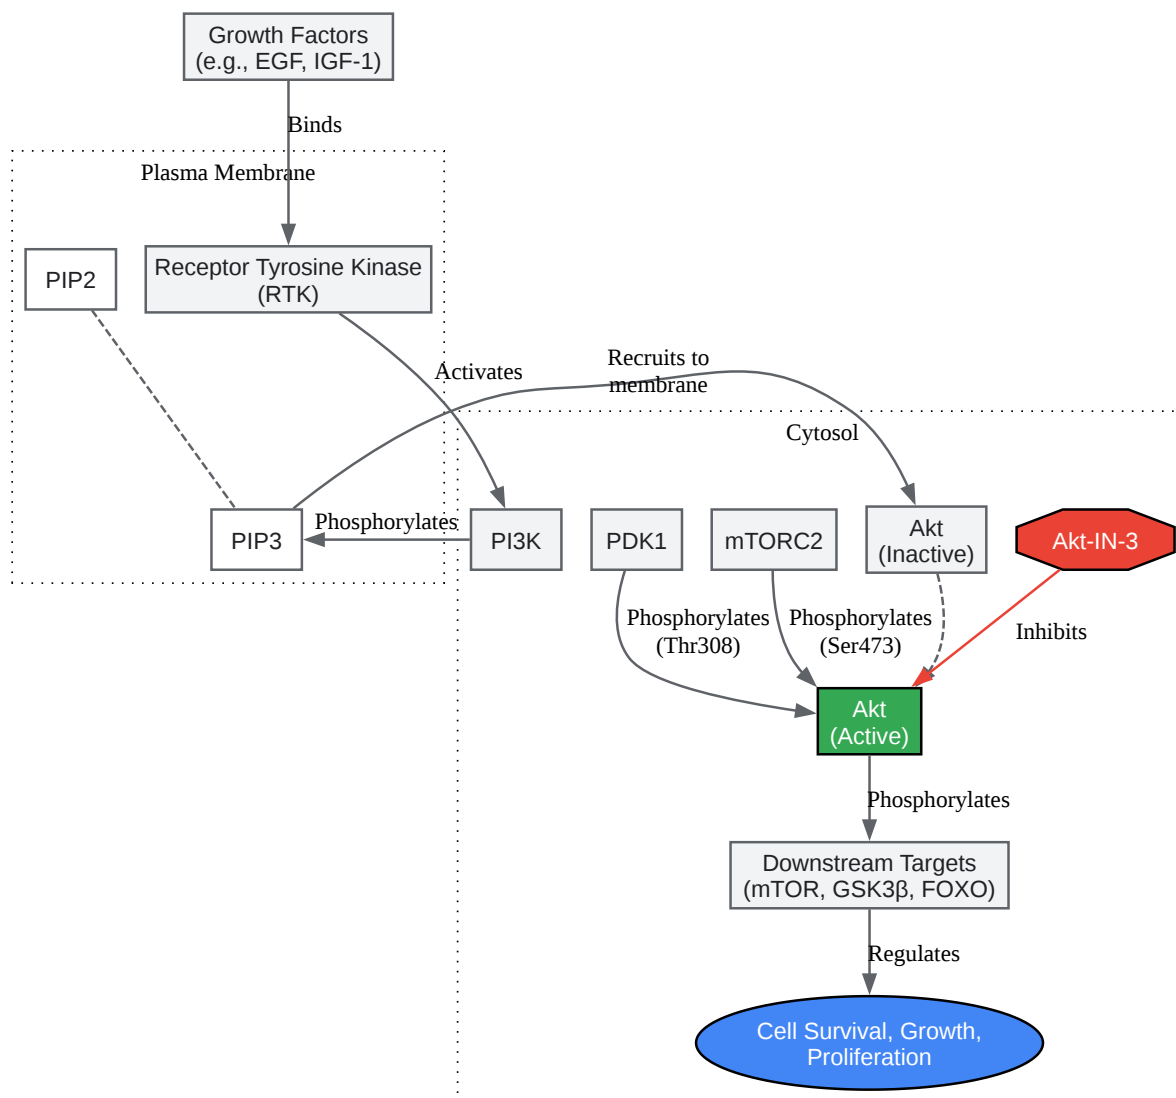 Growth Factors
(e.g., EGF, IGF-1)
Binds
Plasma Membrane
PIP2
Receptor Tyrosine Kinase
(RTK)
Activates
Recruits to
membrane
Cytosol
PIP3
Phosphorylates
PI3K
PDK1
mTORC2
Akt
(Inactive)
Akt-IN-3
Phosphorylates
(Thr308)
Phosphorylates
(Ser473)
Inhibits
Akt
(Active)
Phosphorylates
Downstream Targets
(mTOR, GSK3β, FOXO)
Regulates
Cell Survival, Growth,
Proliferation